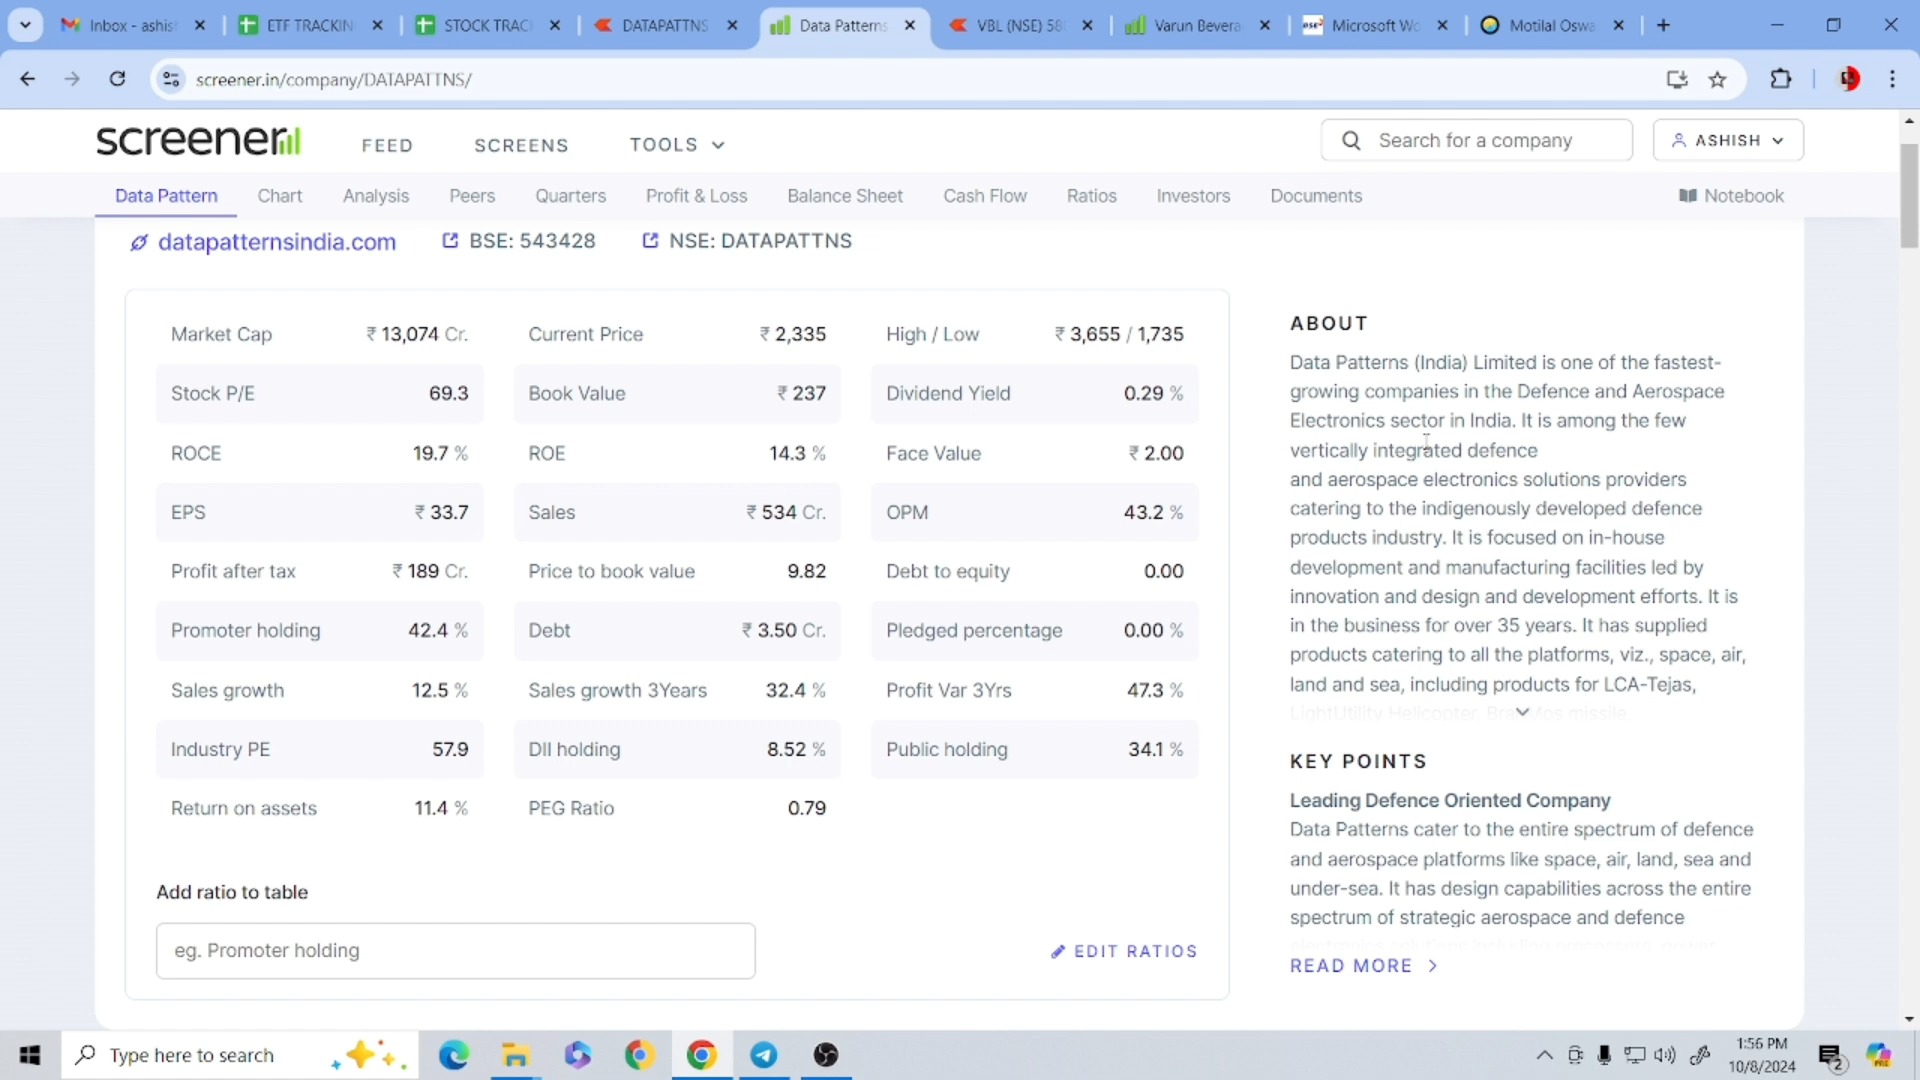 Inbox - ashis
ETF TRACKIN
STOCK TRAC
DATAPATTNS
Data Patterns
VBL (NSE) 58
Varun Bevera
Microsoft Wo
Motilal Oswa
screener.in/company/DATAPATTNS/
screener
FEED
SCREENS
TOOLS
Search for a company
ASHISH
Data Pattern
Chart
Analysis
Peers
Quarters
Profit & Loss
Balance Sheet
Cash Flow
Ratios
Investors
Documents
Notebook
datapatternsindia.com
BSE: 543428
NSE: DATAPATTNS
Market Cap ₹ 13,074 Cr.
Current Price ₹ 2,335
High / Low ₹ 3,655 / 1,735
Stock P/E 69.3
Book Value ₹ 237
Dividend Yield 0.29 %
ROCE 19.7 %
ROE 14.3 %
Face Value ₹ 2.00
EPS ₹ 33.7
Sales ₹ 534 Cr.
OPM 43.2 %
Profit after tax ₹ 189 Cr.
Price to book value 9.82
Debt to equity 0.00
Promoter holding 42.4 %
Debt ₹ 3.50 Cr.
Pledged percentage 0.00 %
Sales growth 12.5 %
Sales growth 3Years 32.4 %
Profit Var 3Yrs 47.3 %
Industry PE 57.9
DII holding 8.52 %
Public holding 34.1 %
Return on assets 11.4 %
PEG Ratio 0.79
Add ratio to table
eg. Promoter holding
EDIT RATIOS
ABOUT
Data Patterns (India) Limited is one of the fastest-
growing companies in the Defence and Aerospace
Electronics sector in India. It is among the few
vertically integrated defence
and aerospace electronics solutions providers
catering to the indigenously developed defence
products industry. It is focused on in-house
development and manufacturing facilities led by
innovation and design and development efforts. It is
in the business for over 35 years. It has supplied
products catering to all the platforms, viz., space, air,
land and sea, including products for LCA-Tejas,
LightUtility Helicopter, BrahMos missile.
KEY POINTS
Leading Defence Oriented Company
Data Patterns cater to the entire spectrum of defence
and aerospace platforms like space, air, land, sea and
under-sea. It has design capabilities across the entire
spectrum of strategic aerospace and defence
electronics solutions including
READ MORE
Type here to search
1:56 PM
10/8/2024
2